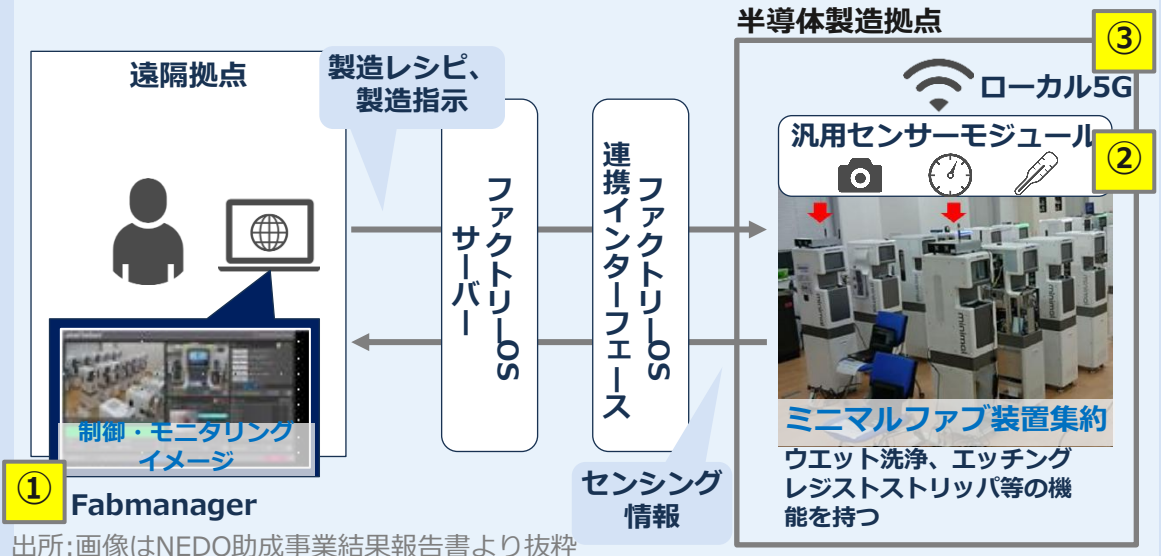 半導体製造拠点
③
遠隔拠点
製造レシピ、
製造指示
ローカル5G
汎用センサーモジュール
②
ファクトリーOS
サーバー
ファクトリーOS
連携インターフェース
minimal
minimal
minimal
制御・モニタリング
イメージ
ミニマルファブ装置集約
ウエット洗浄、エッチング
レジストストリッパ等の機
能を持つ
センシング
情報
①
Fabmanager
出所:画像はNEDO助成事業結果報告書より抜粋